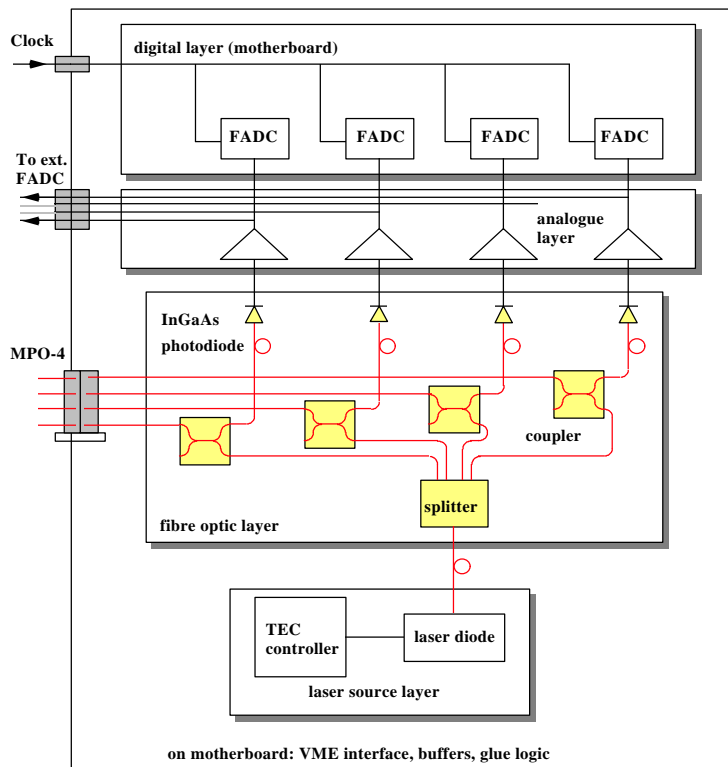 Clock
digital layer (motherboard)
FADC
FADC
FADC
FADC
To ext.
FADC
analogue
layer
InGaAs
photodiode
MPO-4
coupler
splitter
fibre optic layer
TEC
controller
laser diode
laser source layer
on motherboard: VME interface, buffers, glue logic